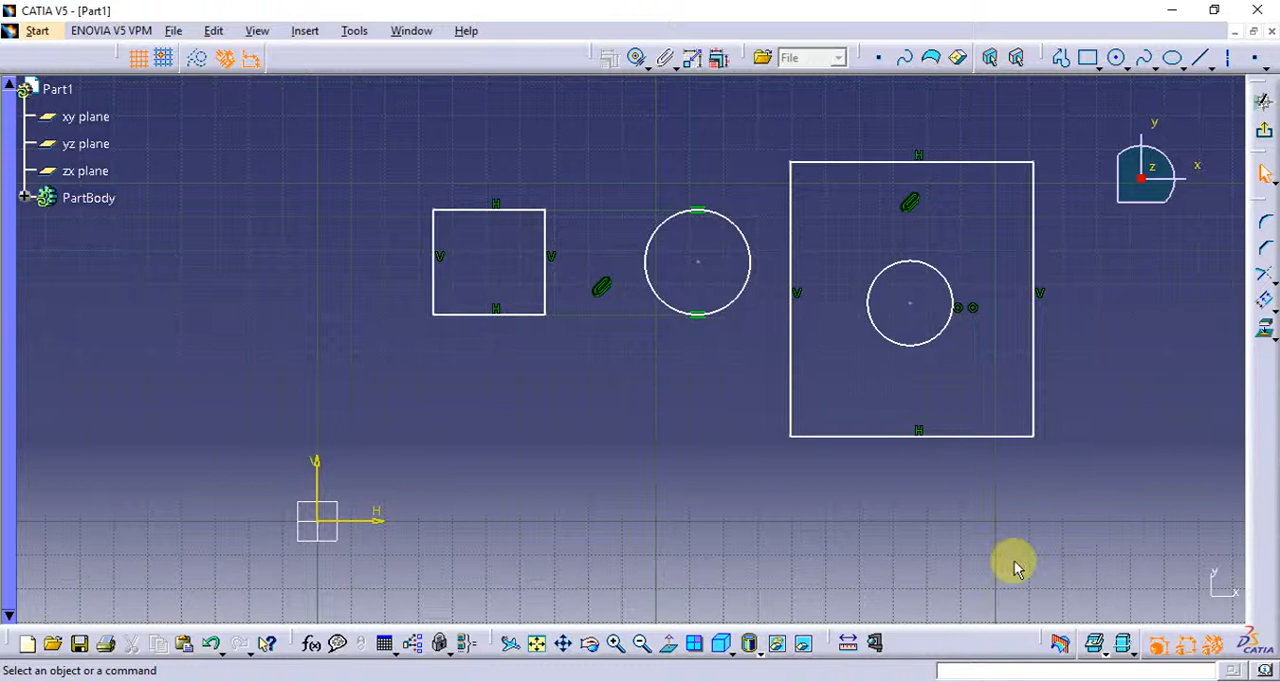 CATIA V5 - [Part1]
Start ENOVIA V5 VPM File Edit View Insert Tools Window Help
File
Part1
xy plane
yz plane
zx plane
PartBody
y
x
z
H
V V
H
H
V V
H
V
H
y
x
f(x)
CATIA
Select an object or a command